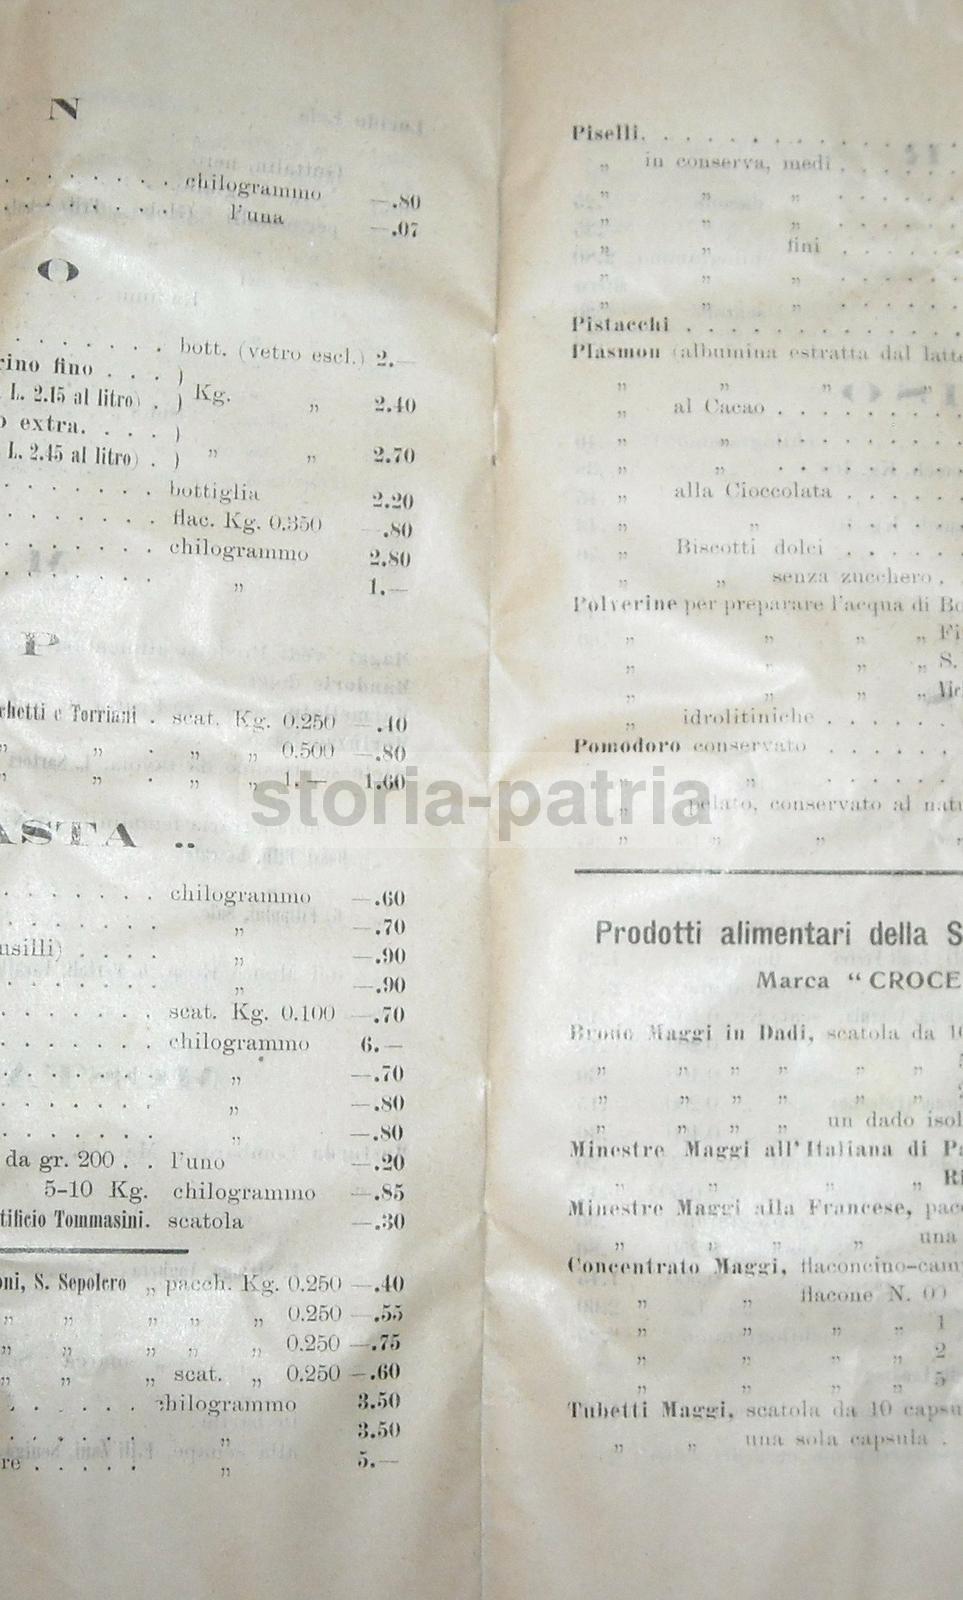 N
. . . . . . . . chilogrammo —.80
. . . . . . . . l'una —.07
O
. . . . . . . bott. (vetro escl.) 2.—
rino fino . . . )
L. 2.15 al litro) . ) Kg. „ 2.40
o extra. . . . )
L. 2.45 al litro) . ) „ „ 2.70
. . . . . . . bottiglia 2.20
. . . . . . . flac. Kg. 0.350 —.80
. . . . . . . chilogrammo 2.80
. . . . . . . „ 1.—
P
chetti e Torriani . scat. Kg. 0.250 —.40
„ „ . „ „ 0.500 —.80
„ „ . „ „ 1.— 1.60
ASTA ..
. . . . . . . chilogrammo —.60
. . . . . . . „ —.70
usilli) . . . . „ —.90
. . . . . . . „ —.90
. . . . . . . scat. Kg. 0.100 —.70
. . . . . . . chilogrammo 6.—
. . . . . . . „ —.70
. . . . . . . „ —.80
. . . . . . . „ —.80
da gr. 200 . . l'uno —.20
5-10 Kg. chilogrammo —.85
tificio Tommasini. scatola —.30
oni, S. Sepolcro „ pacch. Kg. 0.250 —.40
„ „ „ „ „ 0.250 —.55
„ „ „ „ „ 0.250 —.75
„ „ „ scat. „ 0.250 —.60
. . . . . . chilogrammo 3.50
. . . . . . „ 3.50
re . . . . . „ 5.—
Piselli. . . . . . . . . . .
„ in conserva, medi . . . . .
„ „ „ . . . . .
„ „ „ . . . . .
„ „ fini . . . . .
„ „ „ . . . . .
„ „ „ . . . . .
Pistacchi . . . . . . . . . .
Plasmon (albumina estratta dal latte
„ „ „ „
„ al Cacao . . . . . . .
„ „ . . . . . . .
„ „ . . . . . . .
„ alla Cioccolata . . . . .
„ „ . . . . .
„ Biscotti dolci . . . . .
„ „ senza zucchero .
Polverine per preparare l'acqua di
„ „ „ „ Fi
„ „ „ „ S.
„ „ „ „
„ idrolitiniche . . . . . .
Pomodoro conservato . . . . . .
„ „ . . . . . .
„ pelato, conservato al natu
„ „ „ „
storia-patria
Prodotti alimentari della S
Marca “ CROCE
Brodo Maggi in Dadi, scatola da 10
„ „ „ „ „ „
„ „ „ „ „ „
„ „ „ „ un dado isol
Minestre Maggi all'Italiana di Pa
„ „ „ Ri
Minestre Maggi alla Francese, pacc
„ „ „ „ una
Concentrato Maggi, flaconcino-cam
„ „ flacone N. 00
„ „ „ „ 1
„ „ „ „ 2
„ „ „ „ 5
Tubetti Maggi, scatola da 10 capsu
„ „ una sola capsula .